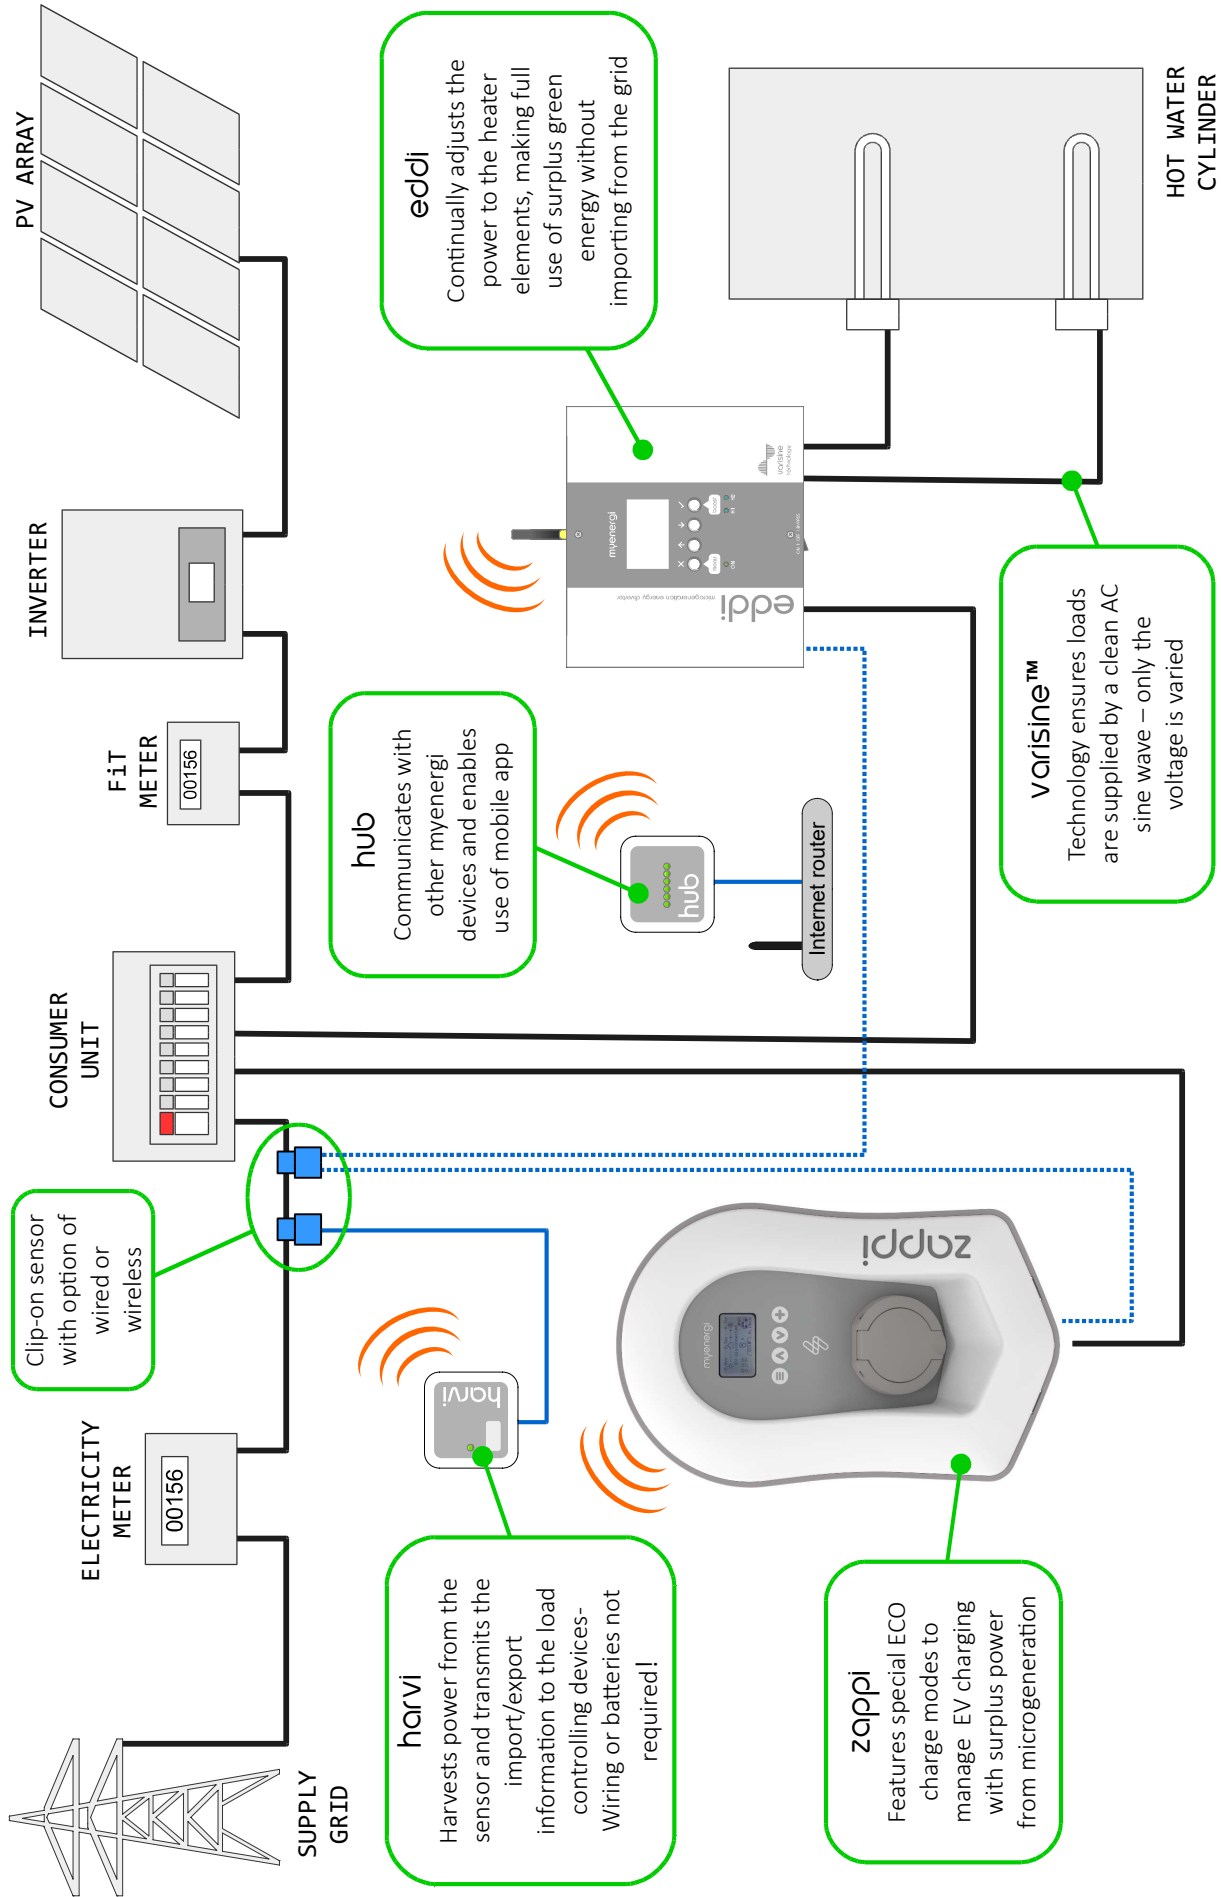 SUPPLY
GRID
ELECTRICITY
METER
00156
Clip-on sensor
with option of
wired or
wireless
CONSUMER
UNIT
FiT
METER
00156
INVERTER
PV ARRAY
harvi
Harvests power from the
sensor and transmits the
import/export
information to the load
controlling devices-
Wiring or batteries not
required!
harvi
hub
Communicates with
other myenergi
devices and enables
use of mobile app
hub
Internet router
eddi
Continually adjusts the
power to the heater
elements, making full
use of surplus green
energy without
importing from the grid
myenergi
BOOST
eddi
microgeneration energy diverter
varisine
technology
zappi
Features special ECO
charge modes to
manage EV charging
with surplus power
from microgeneration
myenergi
zappi
varisine™
Technology ensures loads
are supplied by a clean AC
sine wave – only the
voltage is varied
HOT WATER
CYLINDER